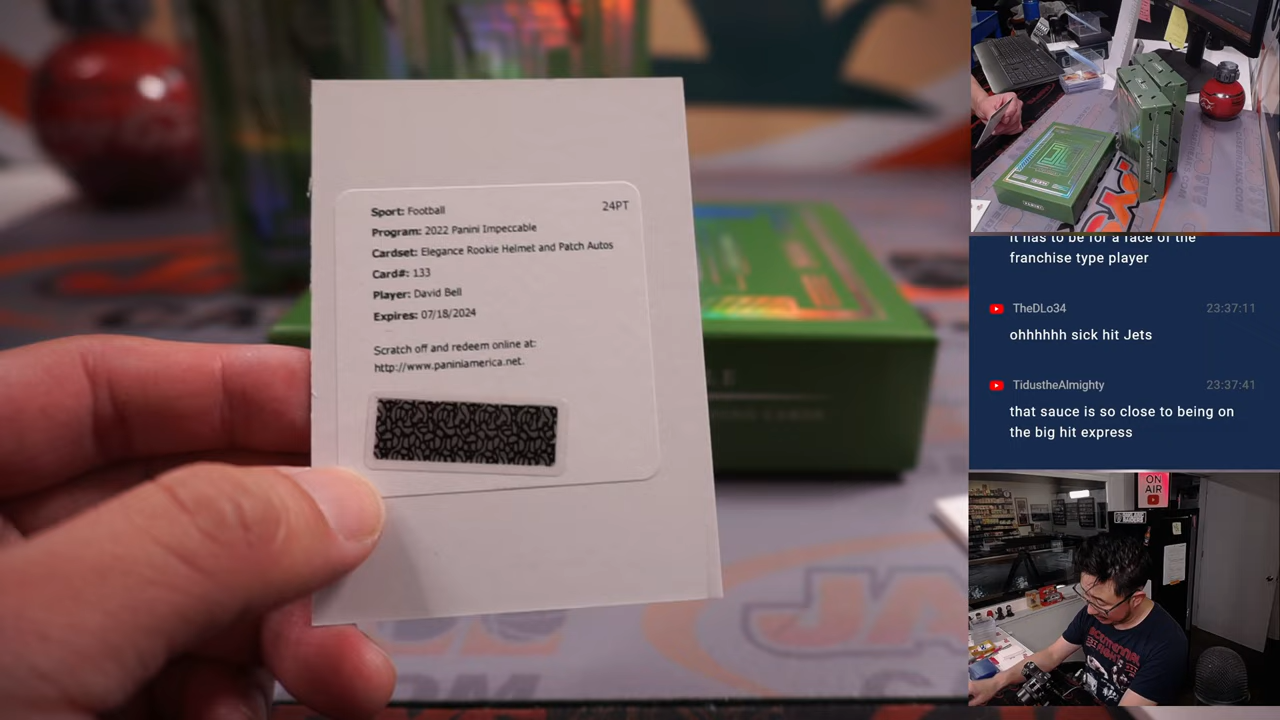 Sport: Football
24PT
Program: 2022 Panini Impeccable
Cardset: Elegance Rookie Helmet and Patch Autos
Card#: 133
Player: David Bell
Expires: 07/18/2024
Scratch off and redeem online at:
http://www.paniniamerica.net.
JA
it has to be for a face of the
franchise type player
TheDLo34 23:37:11
ohhhhhh sick hit Jets
TidustheAlmighty 23:37:41
that sauce is so close to being on
the big hit express
ON
AIR